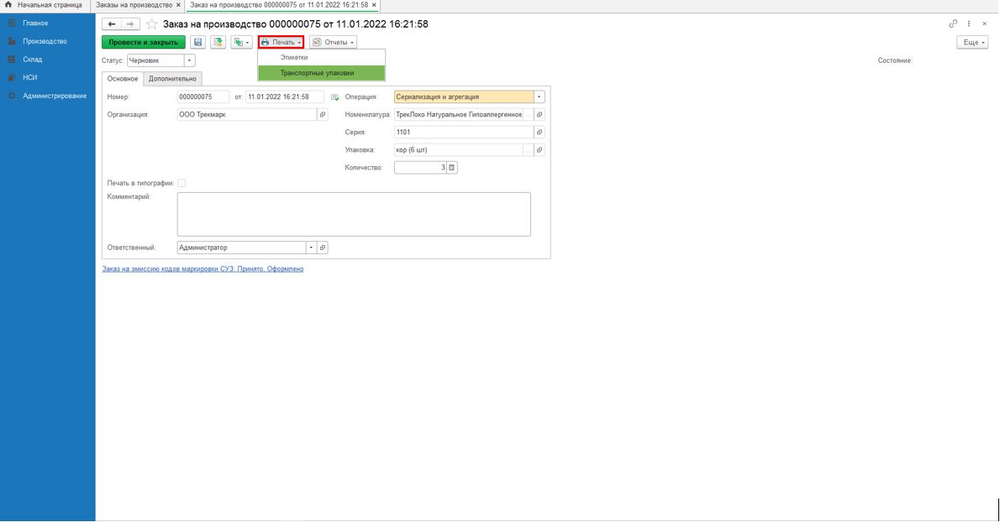 Начальная страница
Заказы на производство ×
Заказ на производство 000000075 от 11.01.2022 16:21:58 ×
Главное
Производство
Склад
НСИ
Администрирование
Заказ на производство 000000075 от 11.01.2022 16:21:58
Провести и закрыть
Печать
Отчеты
Еще
Этикетки
Транспортные упаковки
Статус: Черновик
Состояние:
Основное
Дополнительно
Номер: 000000075 от: 11.01.2022 16:21:58
Операция: Сериализация и агрегация
Организация: ООО Трекмарк
Номенклатура: ТрекЛоко Натуральное Гипоаллергенное ...
Серия: 1101
Упаковка: кор (6 шт) ...
Количество: 3
Печать в типографии:
Комментарий:
Ответственный: Администратор
Заказ на эмиссию кодов маркировки СУЗ: Принято, Оформлено